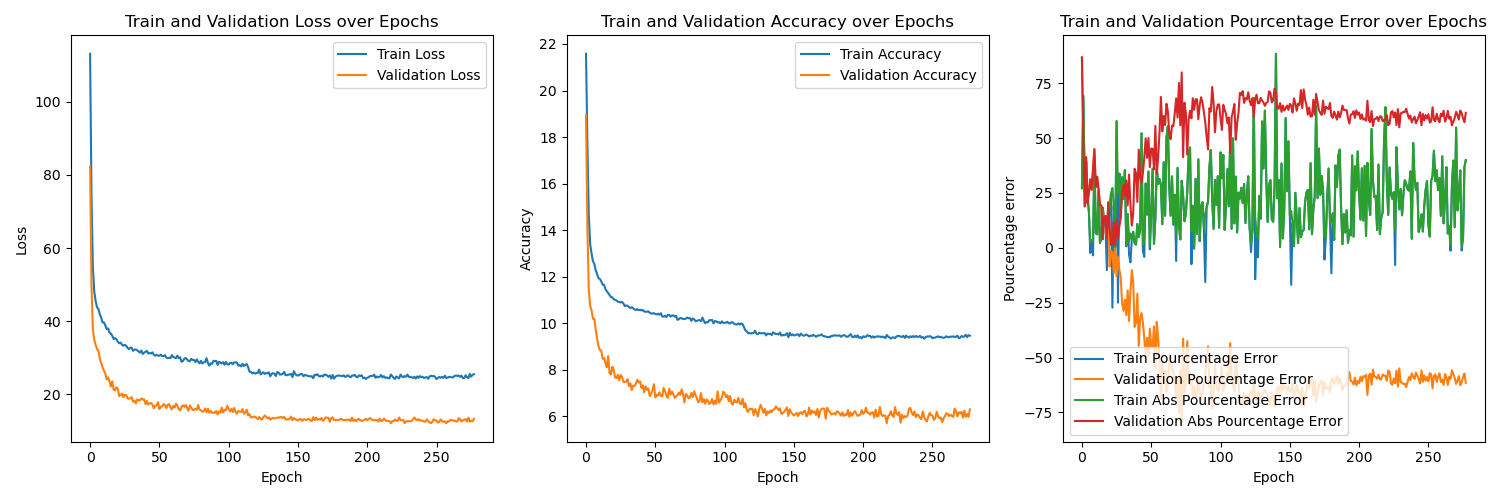 Train and Validation Loss over Epochs
Loss
100
80
60
40
20
0
50
100
150
200
250
Epoch
Train Loss
Validation Loss
Train and Validation Accuracy over Epochs
Accuracy
22
20
18
16
14
12
10
8
6
0
50
100
150
200
250
Epoch
Train Accuracy
Validation Accuracy
Train and Validation Pourcentage Error over Epochs
Pourcentage error
75
50
25
0
−25
−50
−75
0
50
100
150
200
250
Epoch
Train Pourcentage Error
Validation Pourcentage Error
Train Abs Pourcentage Error
Validation Abs Pourcentage Error